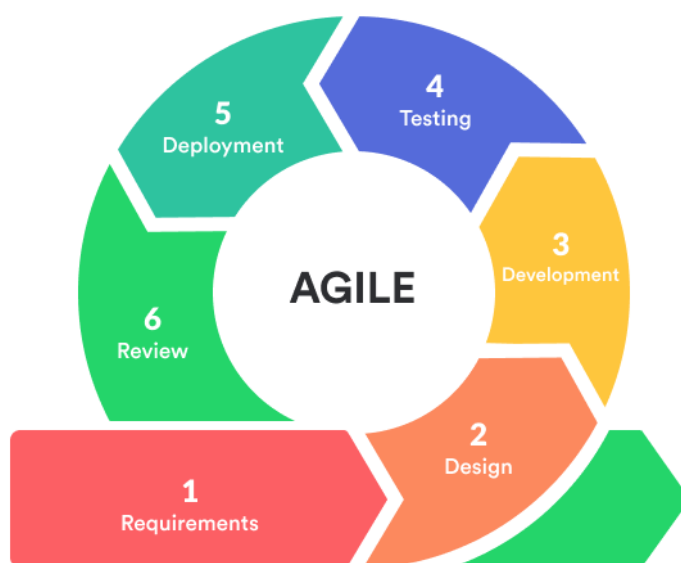 AGILE
1
Requirements
2
Design
3
Development
4
Testing
5
Deployment
6
Review